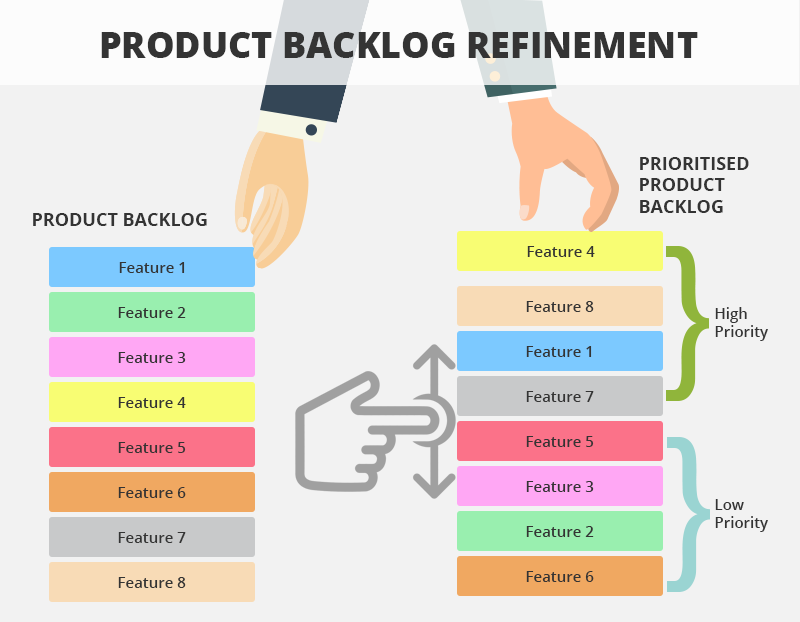 PRODUCT BACKLOG REFINEMENT
PRODUCT BACKLOG
Feature 1
Feature 2
Feature 3
Feature 4
Feature 5
Feature 6
Feature 7
Feature 8
PRIORITISED
PRODUCT
BACKLOG
Feature 4
Feature 8
Feature 1
Feature 7
Feature 5
Feature 3
Feature 2
Feature 6
High
Priority
Low
Priority